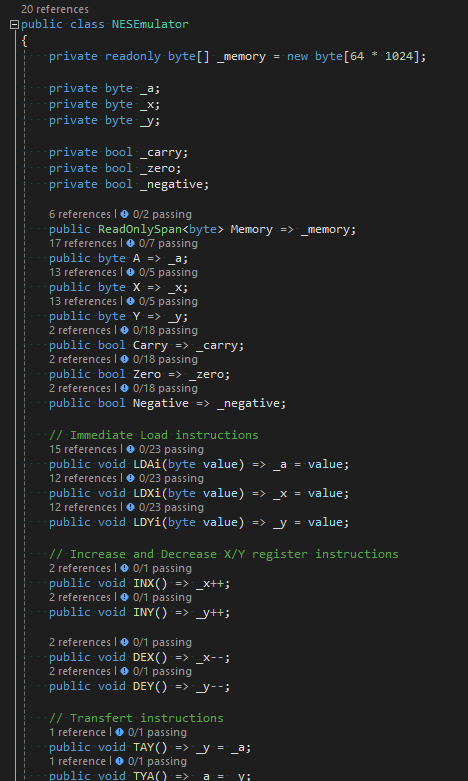 20 references
public class NESEmulator
{
private readonly byte[] _memory = new byte[64 * 1024];
private byte _a;
private byte _x;
private byte _y;
private bool _carry;
private bool _zero;
private bool _negative;
6 references | 0/2 passing
public ReadOnlySpan<byte> Memory => _memory;
17 references | 0/7 passing
public byte A => _a;
13 references | 0/5 passing
public byte X => _x;
13 references | 0/5 passing
public byte Y => _y;
2 references | 0/18 passing
public bool Carry => _carry;
2 references | 0/18 passing
public bool Zero => _zero;
2 references | 0/18 passing
public bool Negative => _negative;
// Immediate Load instructions
15 references | 0/23 passing
public void LDAi(byte value) => _a = value;
12 references | 0/23 passing
public void LDXi(byte value) => _x = value;
12 references | 0/23 passing
public void LDYi(byte value) => _y = value;
// Increase and Decrease X/Y register instructions
2 references | 0/1 passing
public void INX() => _x++;
2 references | 0/1 passing
public void INY() => _y++;
2 references | 0/1 passing
public void DEX() => _x--;
2 references | 0/1 passing
public void DEY() => _y--;
// Transfert instructions
1 reference | 0/1 passing
public void TAY() => _y = _a;
1 reference | 0/1 passing
public void TYA() => _a = _y;